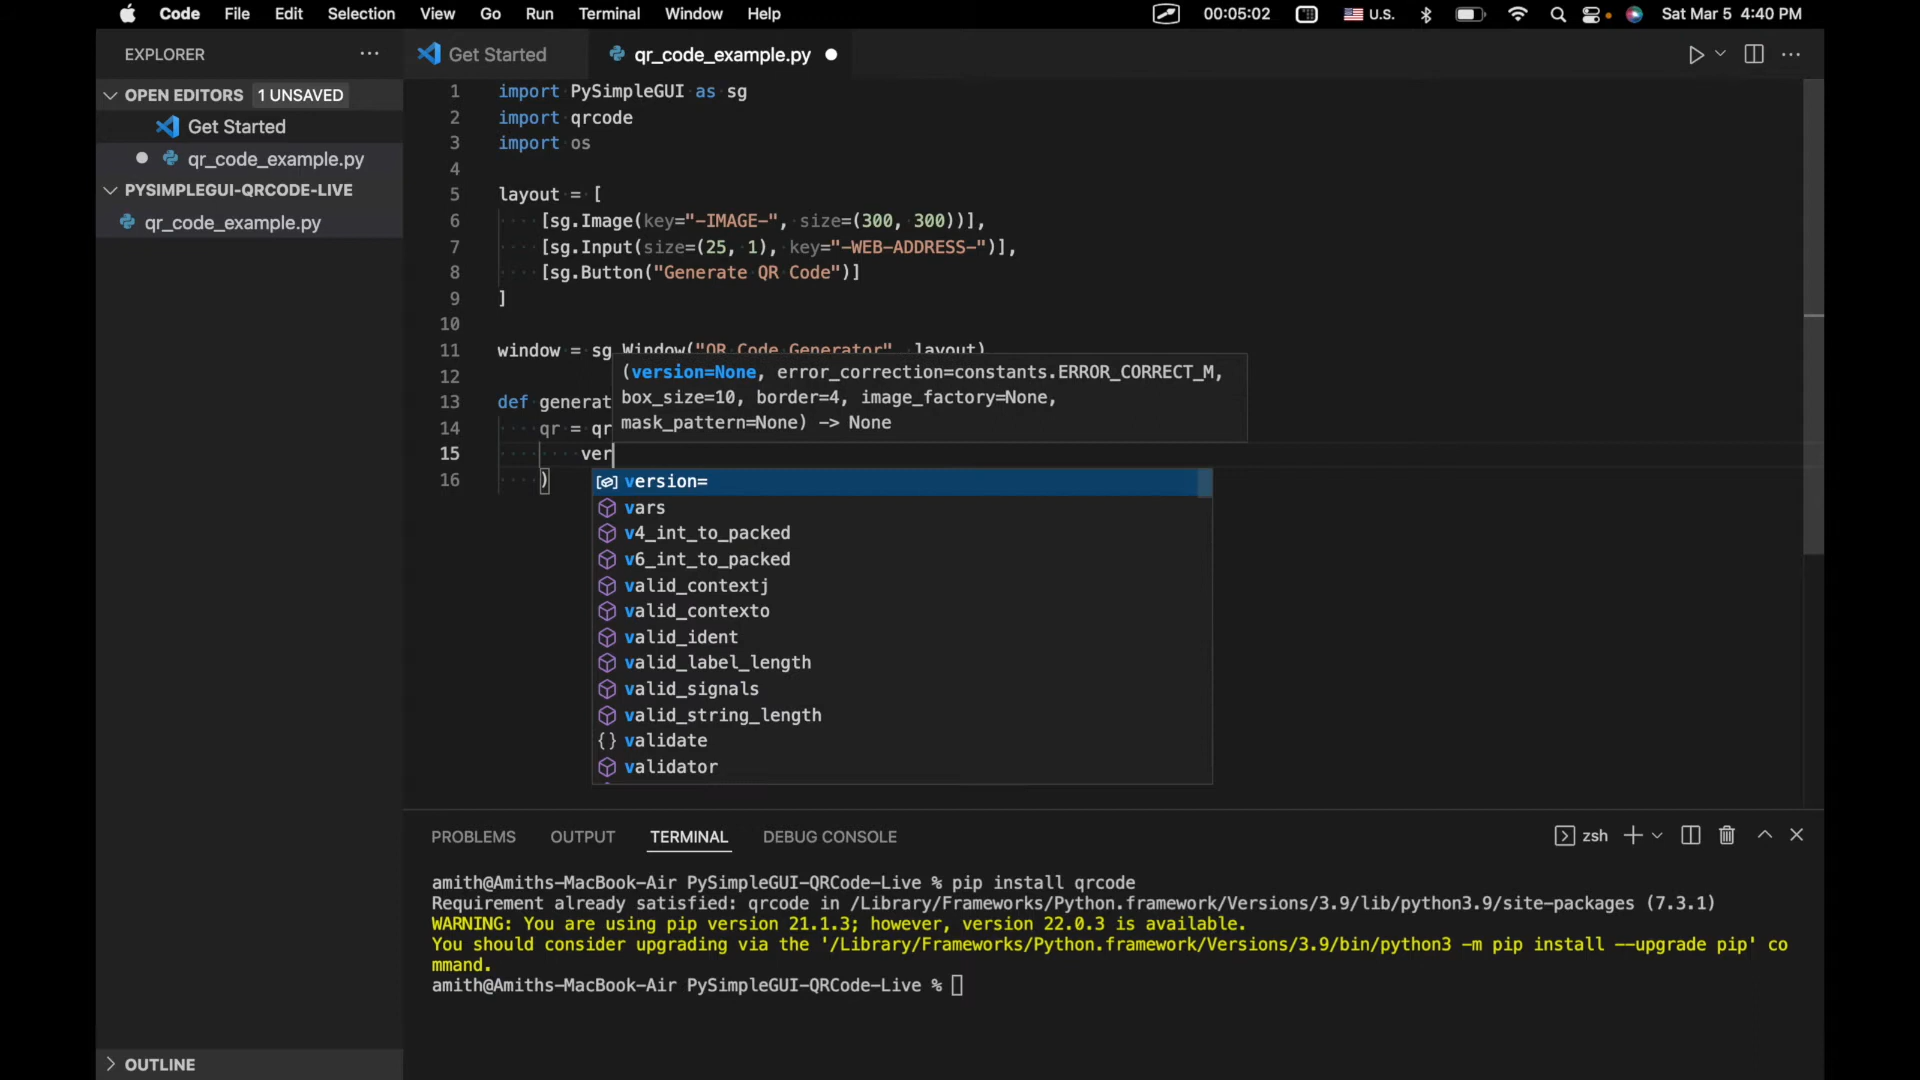 Code File Edit Selection View Go Run Terminal Window Help 00:05:02 U.S. Sat Mar 5 4:40 PM
EXPLORER ··· Get Started qr_code_example.py ···
OPEN EDITORS 1 UNSAVED
Get Started
qr_code_example.py
PYSIMPLEGUI-QRCODE-LIVE
qr_code_example.py
OUTLINE
1 import PySimpleGUI as sg
2 import qrcode
3 import os
4
5 layout = [
6 [sg.Image(key="-IMAGE-", size=(300, 300))],
7 [sg.Input(size=(25, 1), key="-WEB-ADDRESS-")],
8 [sg.Button("Generate QR Code")]
9 ]
10
11 window = sg.Window("QR Code Generator", layout)
12
13 def generat
14 qr = qr
15 ver
16 )
(version=None, error_correction=constants.ERROR_CORRECT_M,
box_size=10, border=4, image_factory=None,
mask_pattern=None) -> None
version=
vars
v4_int_to_packed
v6_int_to_packed
valid_contextj
valid_contexto
valid_ident
valid_label_length
valid_signals
valid_string_length
{} validate
validator
PROBLEMS OUTPUT TERMINAL DEBUG CONSOLE zsh
amith@Amiths-MacBook-Air PySimpleGUI-QRCode-Live % pip install qrcode
Requirement already satisfied: qrcode in /Library/Frameworks/Python.framework/Versions/3.9/lib/python3.9/site-packages (7.3.1)
WARNING: You are using pip version 21.1.3; however, version 22.0.3 is available.
You should consider upgrading via the '/Library/Frameworks/Python.framework/Versions/3.9/bin/python3 -m pip install --upgrade pip' co
mmand.
amith@Amiths-MacBook-Air PySimpleGUI-QRCode-Live %